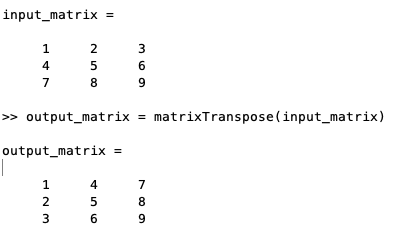 input_matrix =
1 2 3
4 5 6
7 8 9
>> output_matrix = matrixTranspose(input_matrix)
output_matrix =
1 4 7
2 5 8
3 6 9